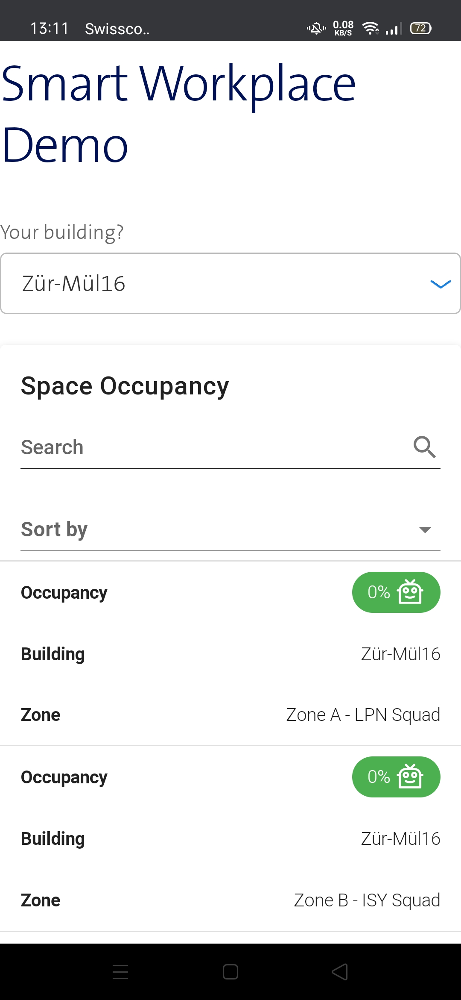 13:11 Swissco.. 0.08 KB/S 72
Smart Workplace
Demo
Your building?
Zür-Mül16
Space Occupancy
Search
Sort by
Occupancy 0%
Building Zür-Mül16
Zone Zone A - LPN Squad
Occupancy 0%
Building Zür-Mül16
Zone Zone B - ISY Squad